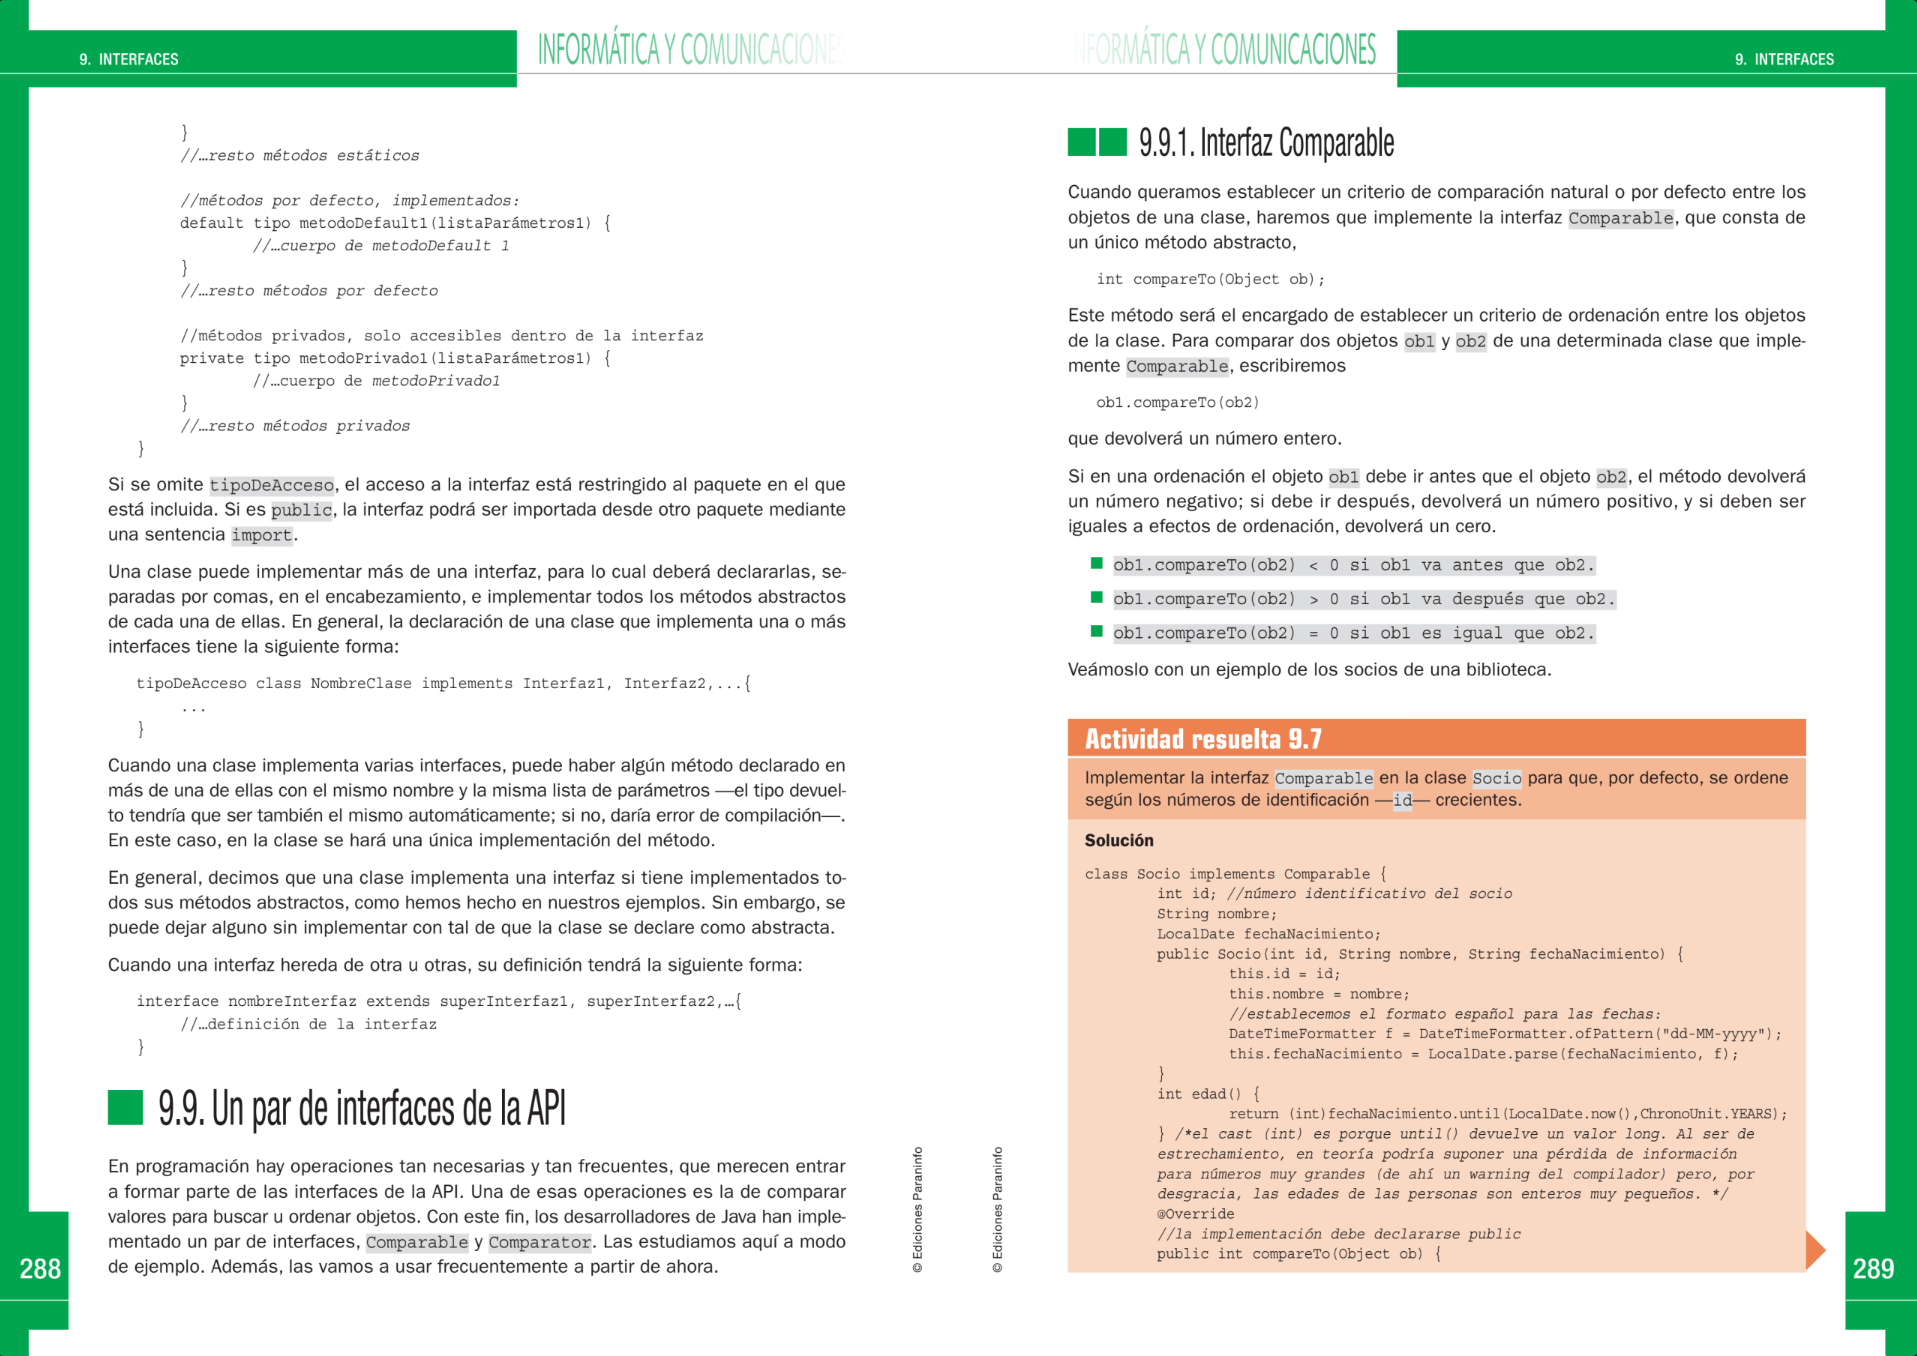 9. INTERFACES
INFORMÁTICA Y COMUNICACIONES
}
//…resto métodos estáticos
//métodos por defecto, implementados:
default tipo metodoDefault1(listaParámetros1) {
//…cuerpo de metodoDefault 1
}
//…resto métodos por defecto
//métodos privados, solo accesibles dentro de la interfaz
private tipo metodoPrivado1(listaParámetros1) {
//…cuerpo de metodoPrivado1
}
//…resto métodos privados
}
Si se omite tipoDeAcceso, el acceso a la interfaz está restringido al paquete en el que
está incluida. Si es public, la interfaz podrá ser importada desde otro paquete mediante
una sentencia import.
Una clase puede implementar más de una interfaz, para lo cual deberá declararlas, se-
paradas por comas, en el encabezamiento, e implementar todos los métodos abstractos
de cada una de ellas. En general, la declaración de una clase que implementa una o más
interfaces tiene la siguiente forma:
tipoDeAcceso class NombreClase implements Interfaz1, Interfaz2,...{
...
}
Cuando una clase implementa varias interfaces, puede haber algún método declarado en
más de una de ellas con el mismo nombre y la misma lista de parámetros —el tipo devuel-
to tendría que ser también el mismo automáticamente; si no, daría error de compilación—.
En este caso, en la clase se hará una única implementación del método.
En general, decimos que una clase implementa una interfaz si tiene implementados to-
dos sus métodos abstractos, como hemos hecho en nuestros ejemplos. Sin embargo, se
puede dejar alguno sin implementar con tal de que la clase se declare como abstracta.
Cuando una interfaz hereda de otra u otras, su definición tendrá la siguiente forma:
interface nombreInterfaz extends superInterfaz1, superInterfaz2,…{
//…definición de la interfaz
}
9.9. Un par de interfaces de la API
En programación hay operaciones tan necesarias y tan frecuentes, que merecen entrar
a formar parte de las interfaces de la API. Una de esas operaciones es la de comparar
valores para buscar u ordenar objetos. Con este fin, los desarrolladores de Java han imple-
mentado un par de interfaces, Comparable y Comparator. Las estudiamos aquí a modo
de ejemplo. Además, las vamos a usar frecuentemente a partir de ahora.
288
© Ediciones Paraninfo
INFORMÁTICA Y COMUNICACIONES
9. INTERFACES
9.9.1. Interfaz Comparable
Cuando queramos establecer un criterio de comparación natural o por defecto entre los
objetos de una clase, haremos que implemente la interfaz Comparable, que consta de
un único método abstracto,
int compareTo(Object ob);
Este método será el encargado de establecer un criterio de ordenación entre los objetos
de la clase. Para comparar dos objetos ob1 y ob2 de una determinada clase que imple-
mente Comparable, escribiremos
ob1.compareTo(ob2)
que devolverá un número entero.
Si en una ordenación el objeto ob1 debe ir antes que el objeto ob2, el método devolverá
un número negativo; si debe ir después, devolverá un número positivo, y si deben ser
iguales a efectos de ordenación, devolverá un cero.
ob1.compareTo(ob2) < 0 si ob1 va antes que ob2.
ob1.compareTo(ob2) > 0 si ob1 va después que ob2.
ob1.compareTo(ob2) = 0 si ob1 es igual que ob2.
Veámoslo con un ejemplo de los socios de una biblioteca.
Actividad resuelta 9.7
Implementar la interfaz Comparable en la clase Socio para que, por defecto, se ordene
según los números de identificación —id— crecientes.
Solución
class Socio implements Comparable {
int id; //número identificativo del socio
String nombre;
LocalDate fechaNacimiento;
public Socio(int id, String nombre, String fechaNacimiento) {
this.id = id;
this.nombre = nombre;
//establecemos el formato español para las fechas:
DateTimeFormatter f = DateTimeFormatter.ofPattern("dd-MM-yyyy");
this.fechaNacimiento = LocalDate.parse(fechaNacimiento, f);
}
int edad() {
return (int)fechaNacimiento.until(LocalDate.now(),ChronoUnit.YEARS);
} /*el cast (int) es porque until() devuelve un valor long. Al ser de
estrechamiento, en teoría podría suponer una pérdida de información
para números muy grandes (de ahí un warning del compilador) pero, por
desgracia, las edades de las personas son enteros muy pequeños. */
@Override
//la implementación debe declararse public
public int compareTo(Object ob) {
© Ediciones Paraninfo
289